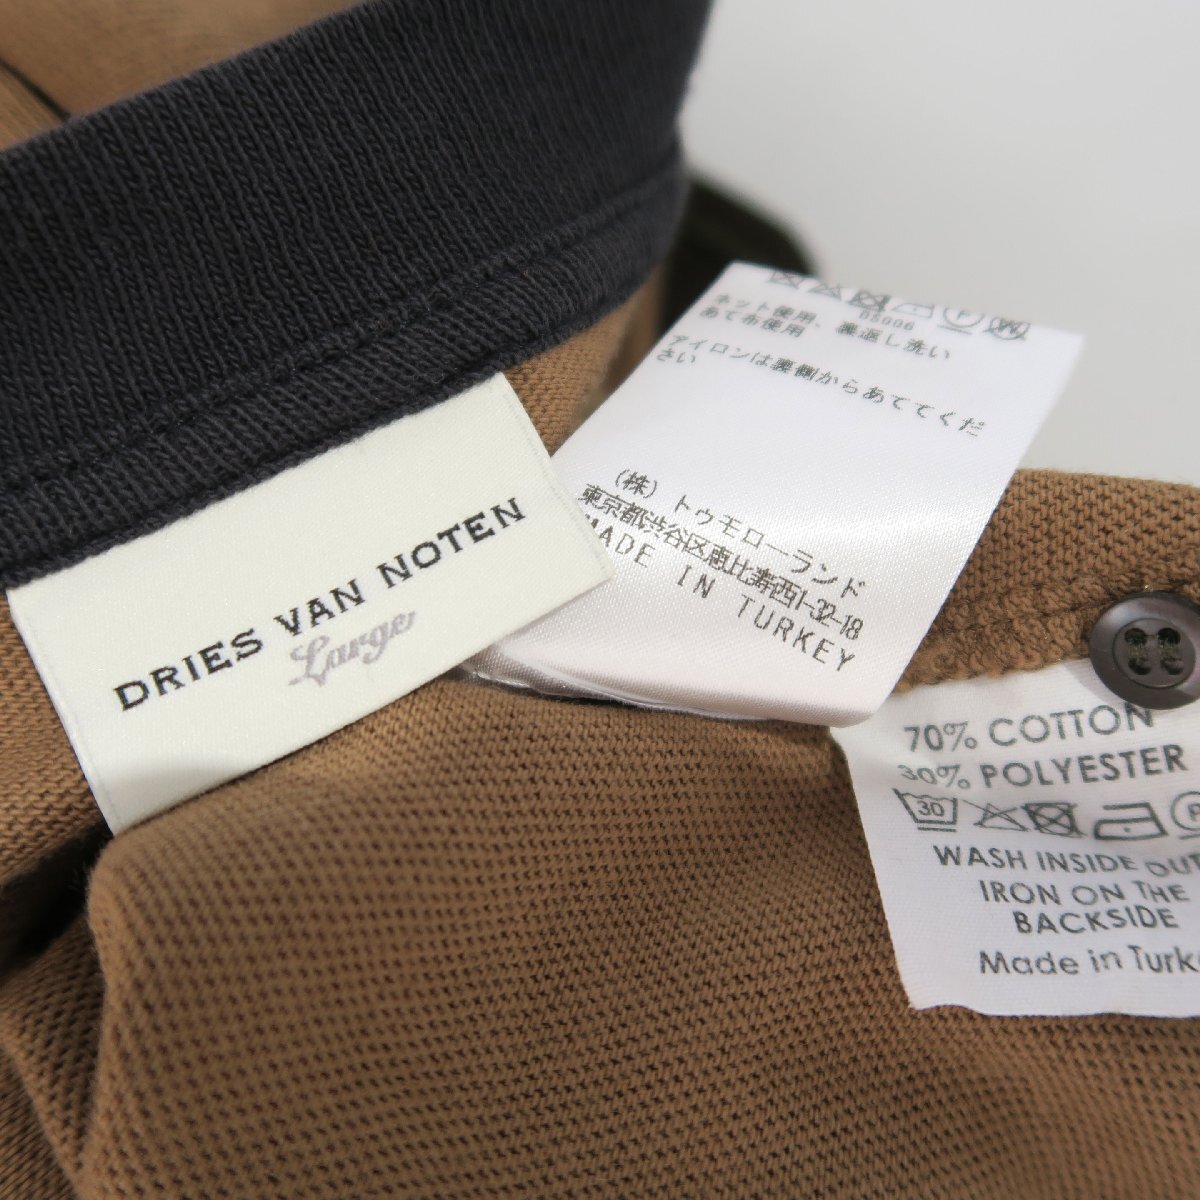 DRIES VAN NOTEN
Large
DS006
ネット使用、裏返し洗い
あて布使用
アイロンは裏側からあててくだ
さい
(株) トゥモローランド
東京都渋谷区恵比寿西1-32-18
MADE IN TURKEY
70% COTTON
30% POLYESTER
30
WASH INSIDE OUT
IRON ON THE
BACKSIDE
Made in Turke